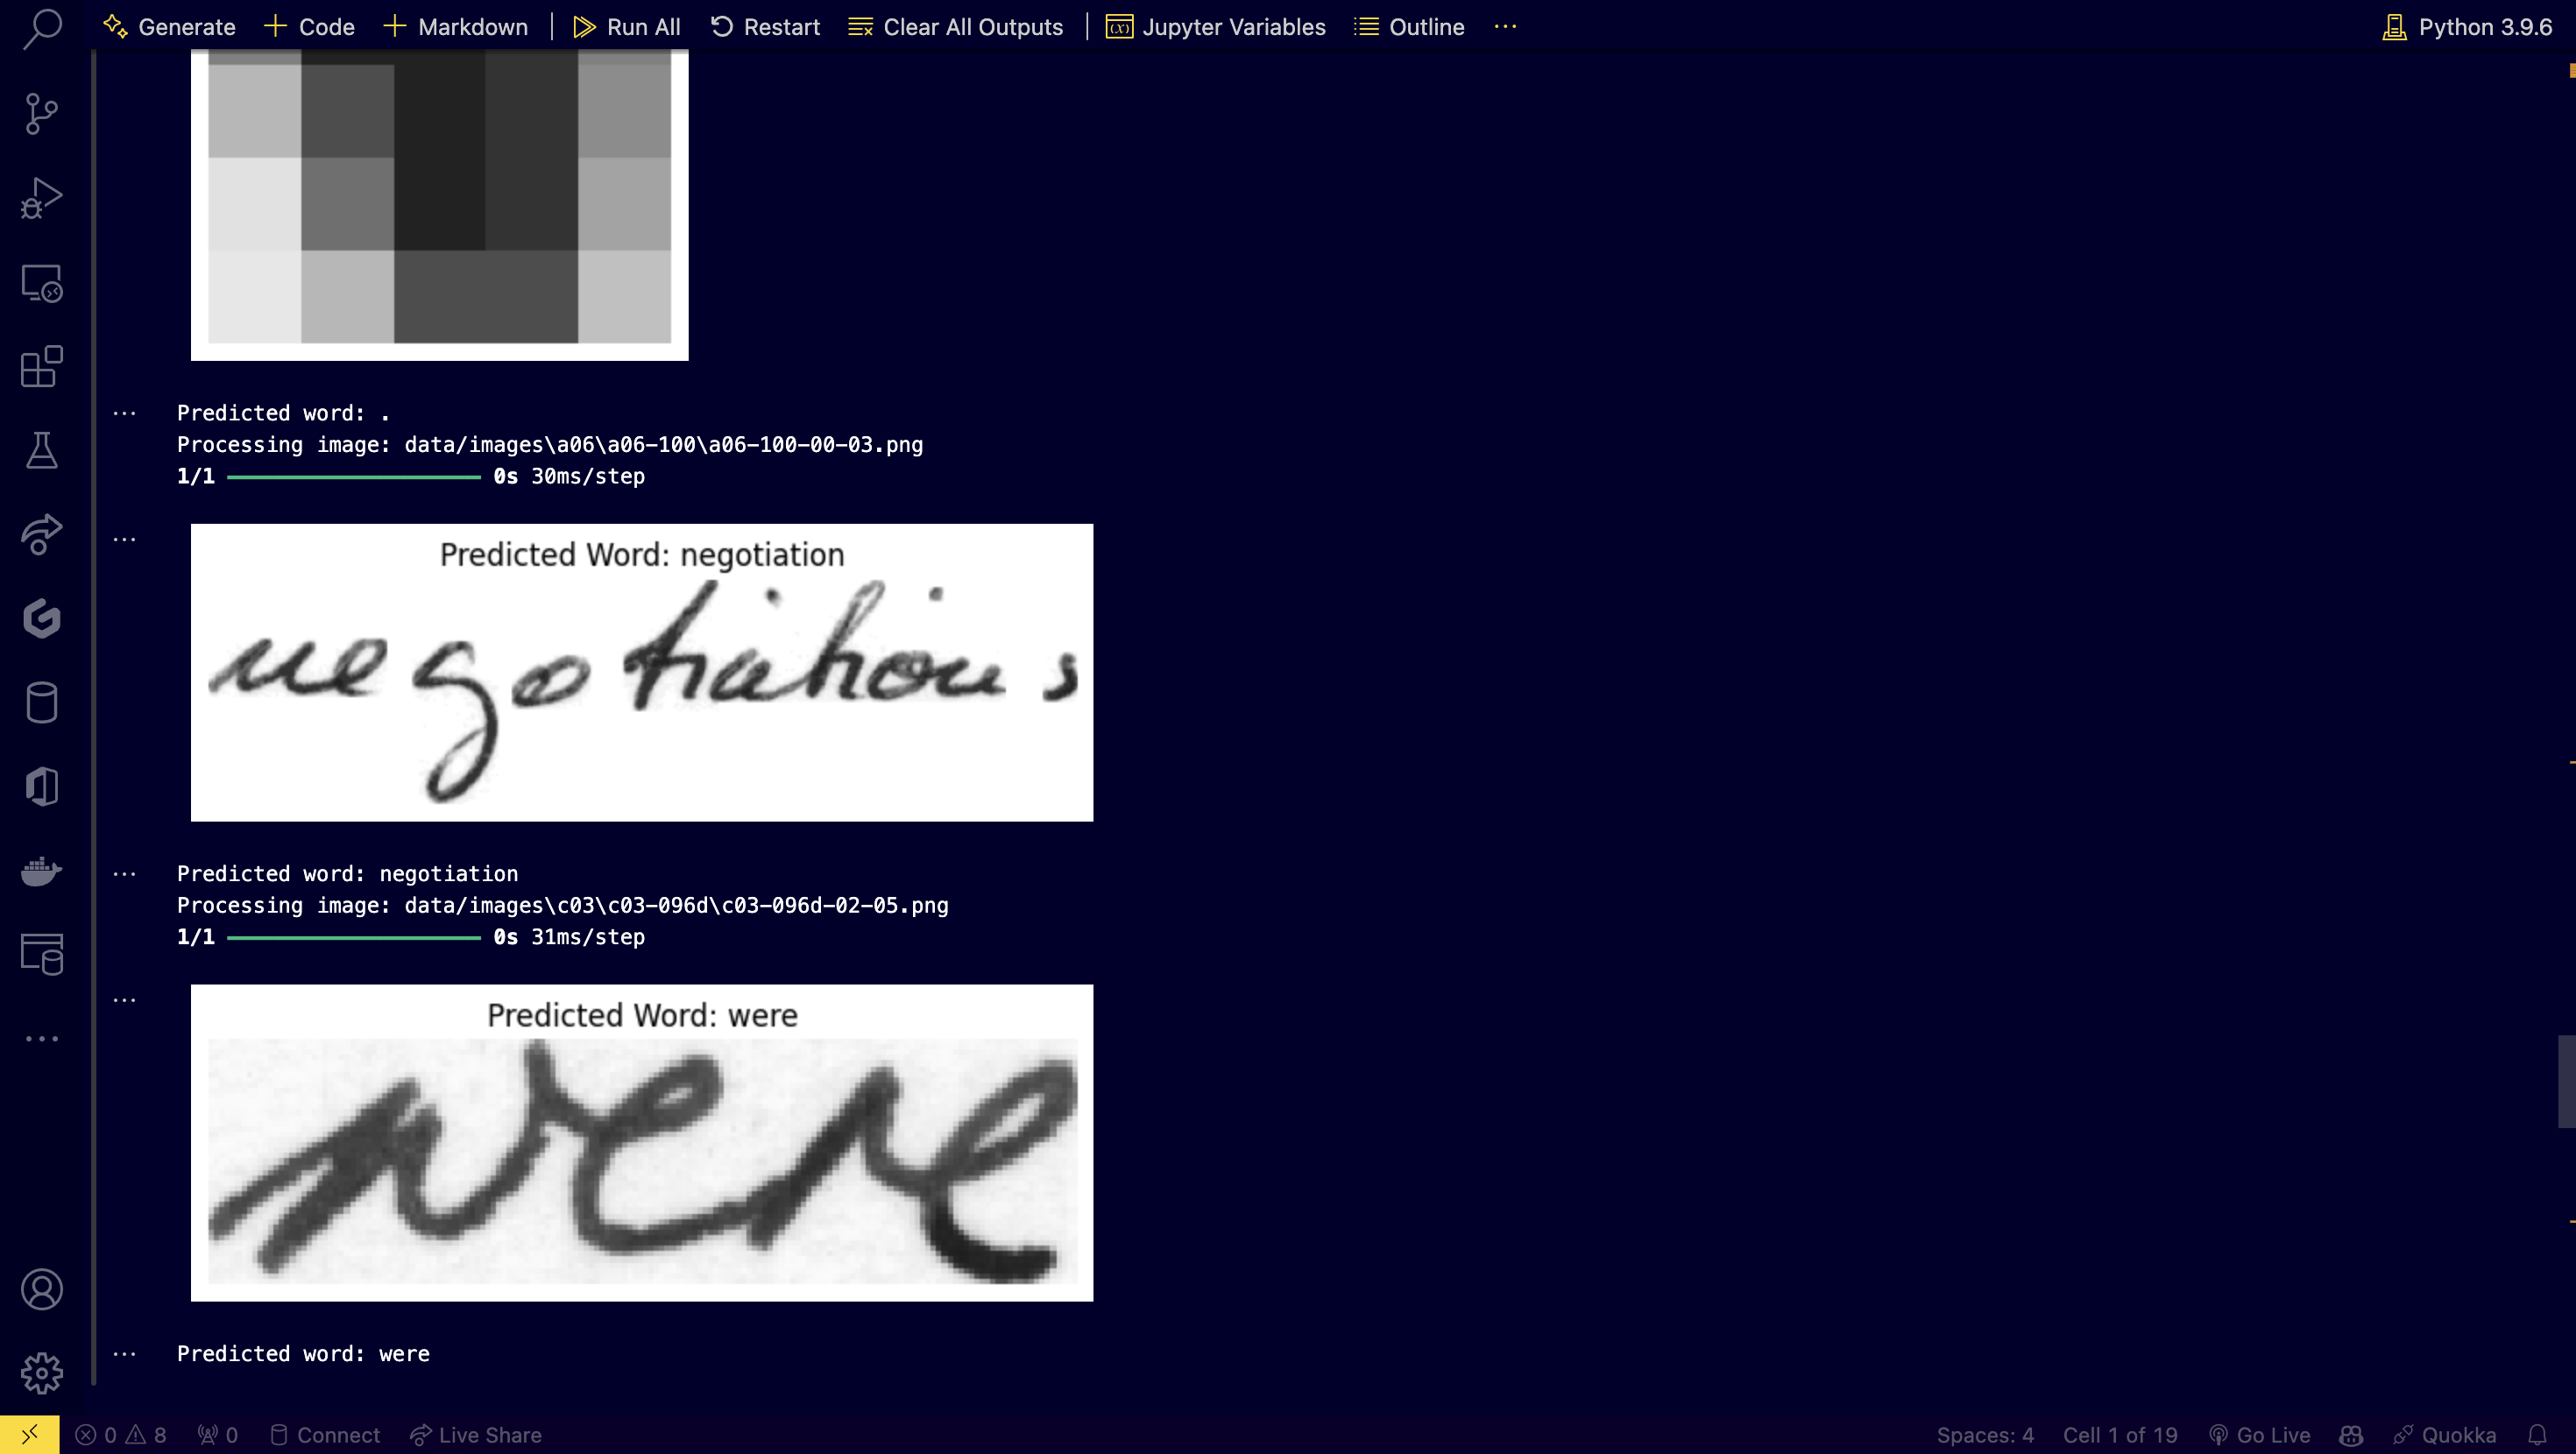 Generate Code Markdown Run All Restart Clear All Outputs Jupyter Variables Outline ... Python 3.9.6
... Predicted word: .
Processing image: data/images\a06\a06-100\a06-100-00-03.png
1/1 0s 30ms/step
...
Predicted Word: negotiation
negotiations
... Predicted word: negotiation
Processing image: data/images\c03\c03-096d\c03-096d-02-05.png
1/1 0s 31ms/step
...
Predicted Word: were
were
... Predicted word: were
0 8 0 Connect Live Share Spaces: 4 Cell 1 of 19 Go Live Quokka